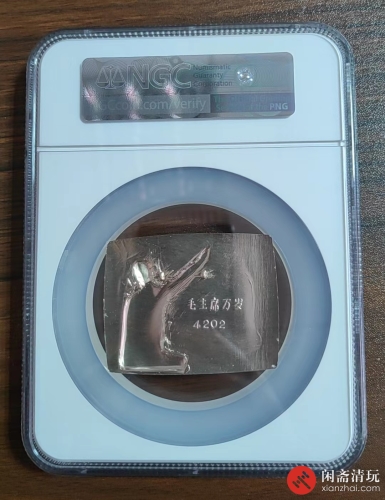 NGC
Numismatic
Guaranty
Corporation
.com/verify
PNG
毛主席万岁
4202
闲斋清玩
xianzhai.com